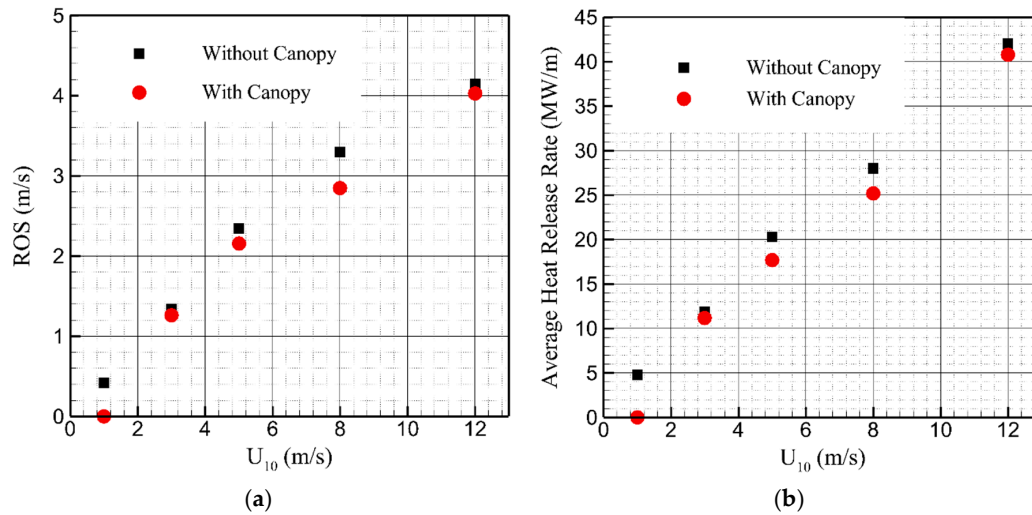 5
4
3
2
1
0
ROS (m/s)
Without Canopy
With Canopy
0 2 4 6 8 10 12
U₁₀ (m/s)
(a)
45
40
35
30
25
20
15
10
5
0
Average Heat Release Rate (MW/m)
Without Canopy
With Canopy
0 2 4 6 8 10 12
U₁₀ (m/s)
(b)